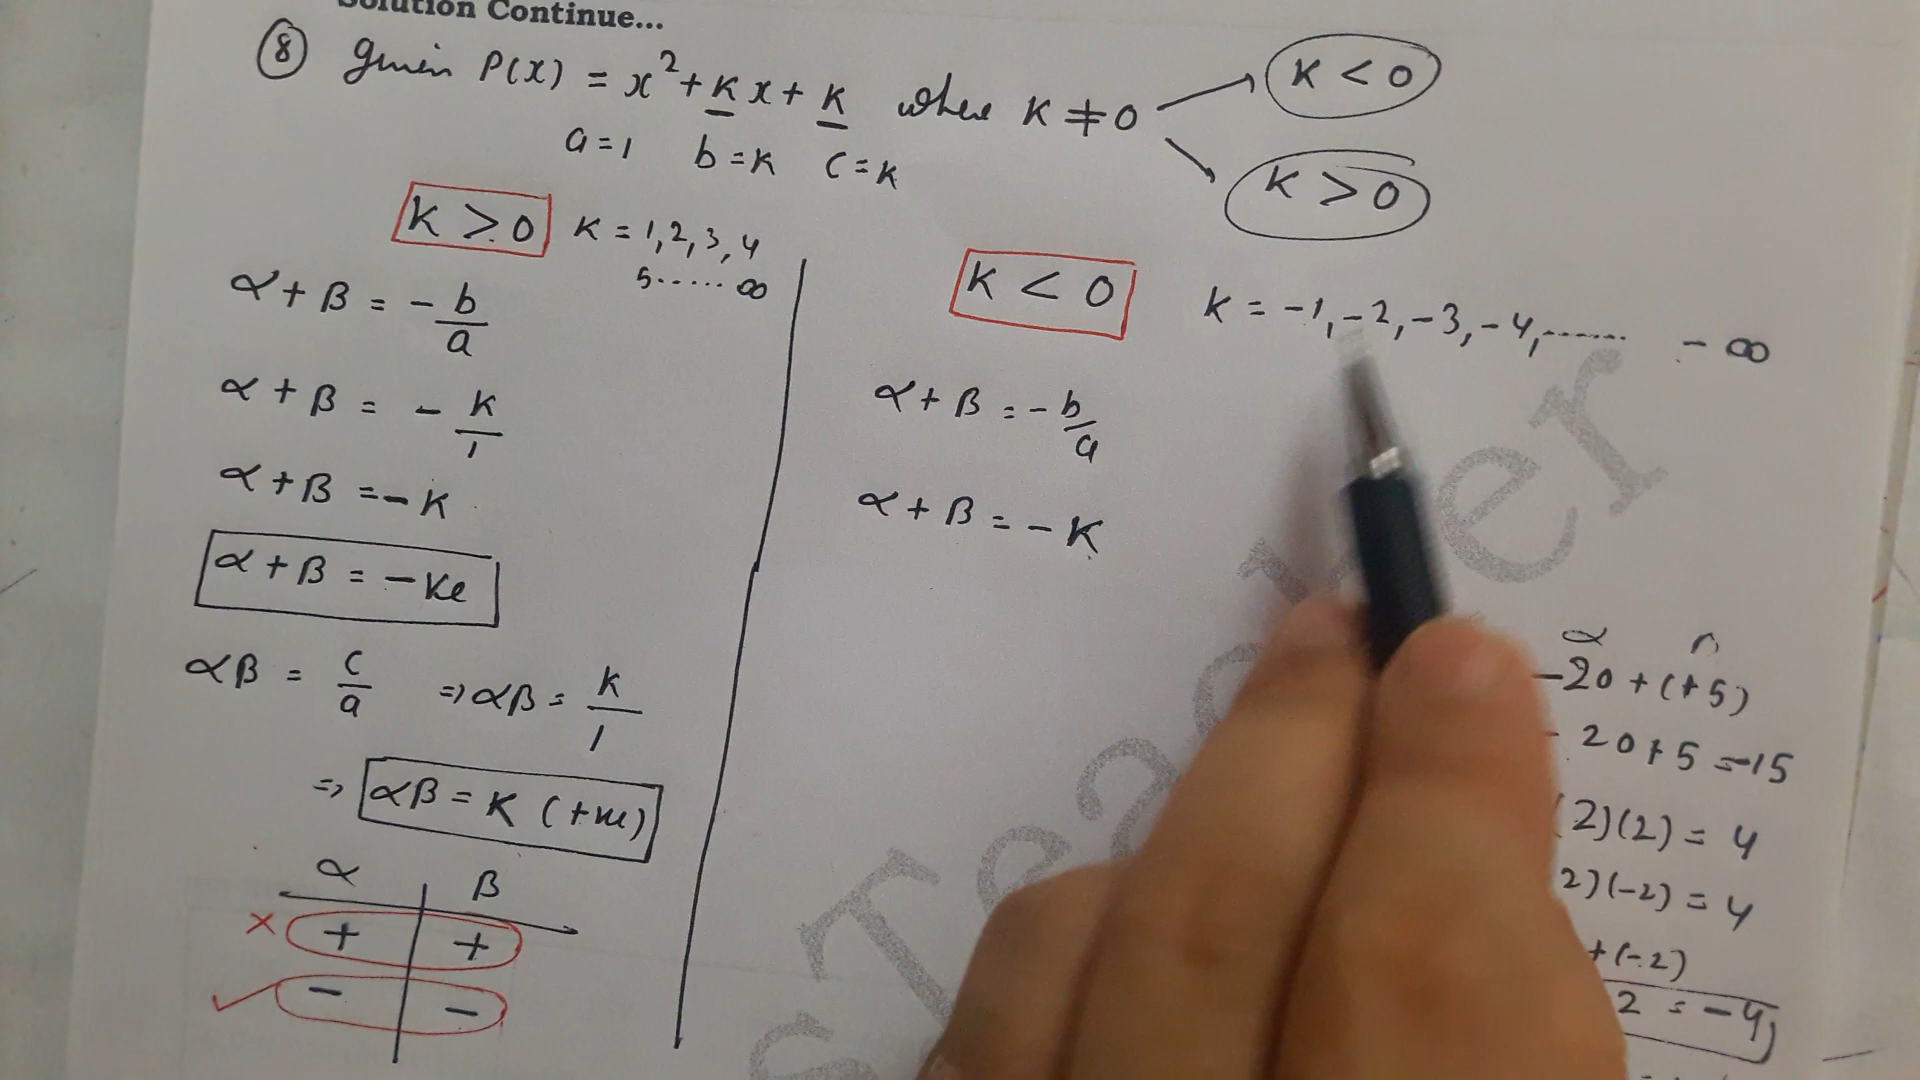 Solution Continue...
⑧ Given P(x) = x² + kx + k where k ≠ 0
k < 0
k > 0
a = 1 b = k c = k
k > 0 k = 1, 2, 3, 4
5...... ∞
α + β = -b/a
α + β = -k/1
α + β = -k
α + β = -ve
αβ = c/a ⇒ αβ = k/1
⇒ αβ = k (+ve)
α β
× + +
✓ - -
k < 0 k = -1, -2, -3, -4, ...... -∞
α + β = -b/a
α + β = -k
α
-20 + (+5)
20 + 5 = -15
(2)(2) = 4
2)(-2) = 4
+ (-2)
2 = -4